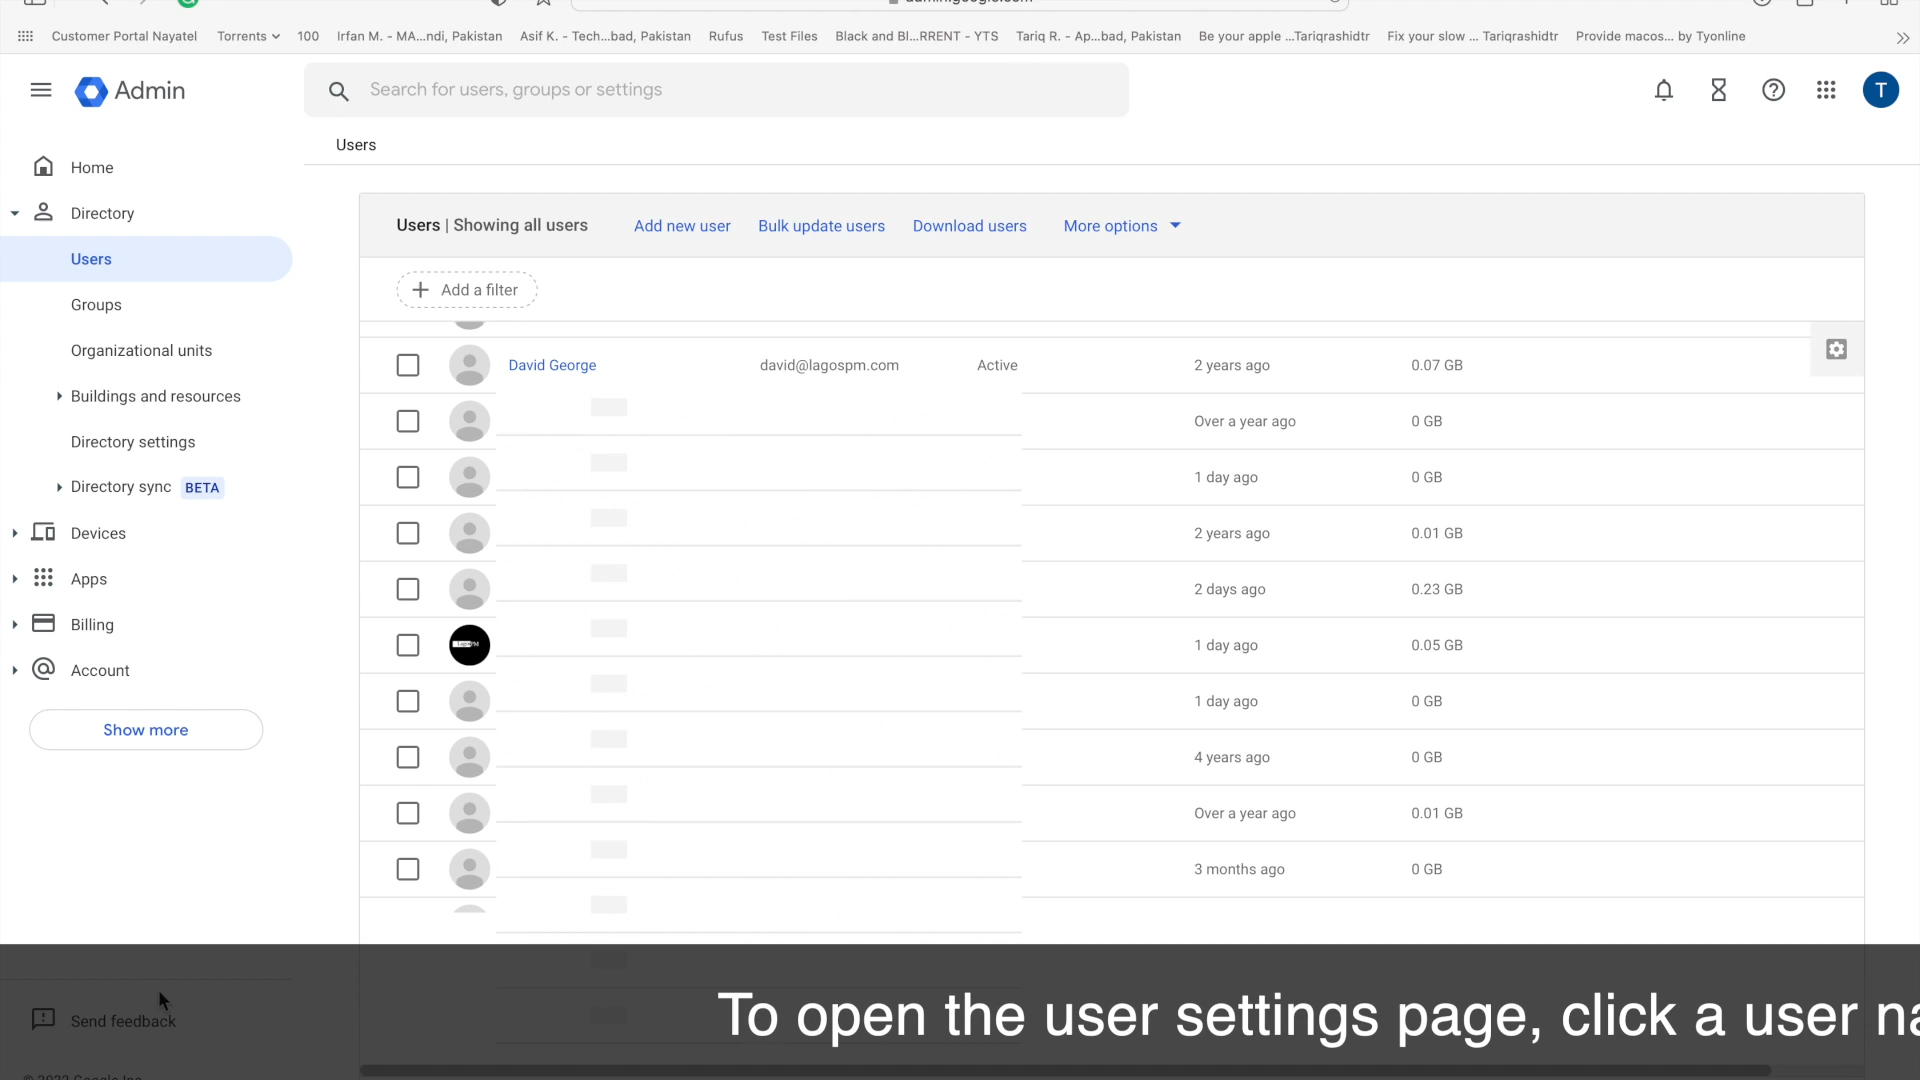 Customer Portal Nayatel Torrents 100 Irfan M. - MA...ndi, Pakistan Asif K. - Tech...bad, Pakistan Rufus Test Files Black and Bl...RRENT - YTS Tariq R. - Ap...bad, Pakistan Be your apple ...Tariqrashidtr Fix your slow ... Tariqrashidtr Provide macos... by Tyonline
Admin
Search for users, groups or settings
T
Users
Home
Directory
Users
Groups
Organizational units
Buildings and resources
Directory settings
Directory sync BETA
Devices
Apps
Billing
Account
Show more
Send feedback
Users | Showing all users Add new user Bulk update users Download users More options
Add a filter
David George david@lagospm.com Active 2 years ago 0.07 GB
Over a year ago 0 GB
1 day ago 0 GB
2 years ago 0.01 GB
2 days ago 0.23 GB
1 day ago 0.05 GB
1 day ago 0 GB
4 years ago 0 GB
Over a year ago 0.01 GB
3 months ago 0 GB
To open the user settings page, click a user na